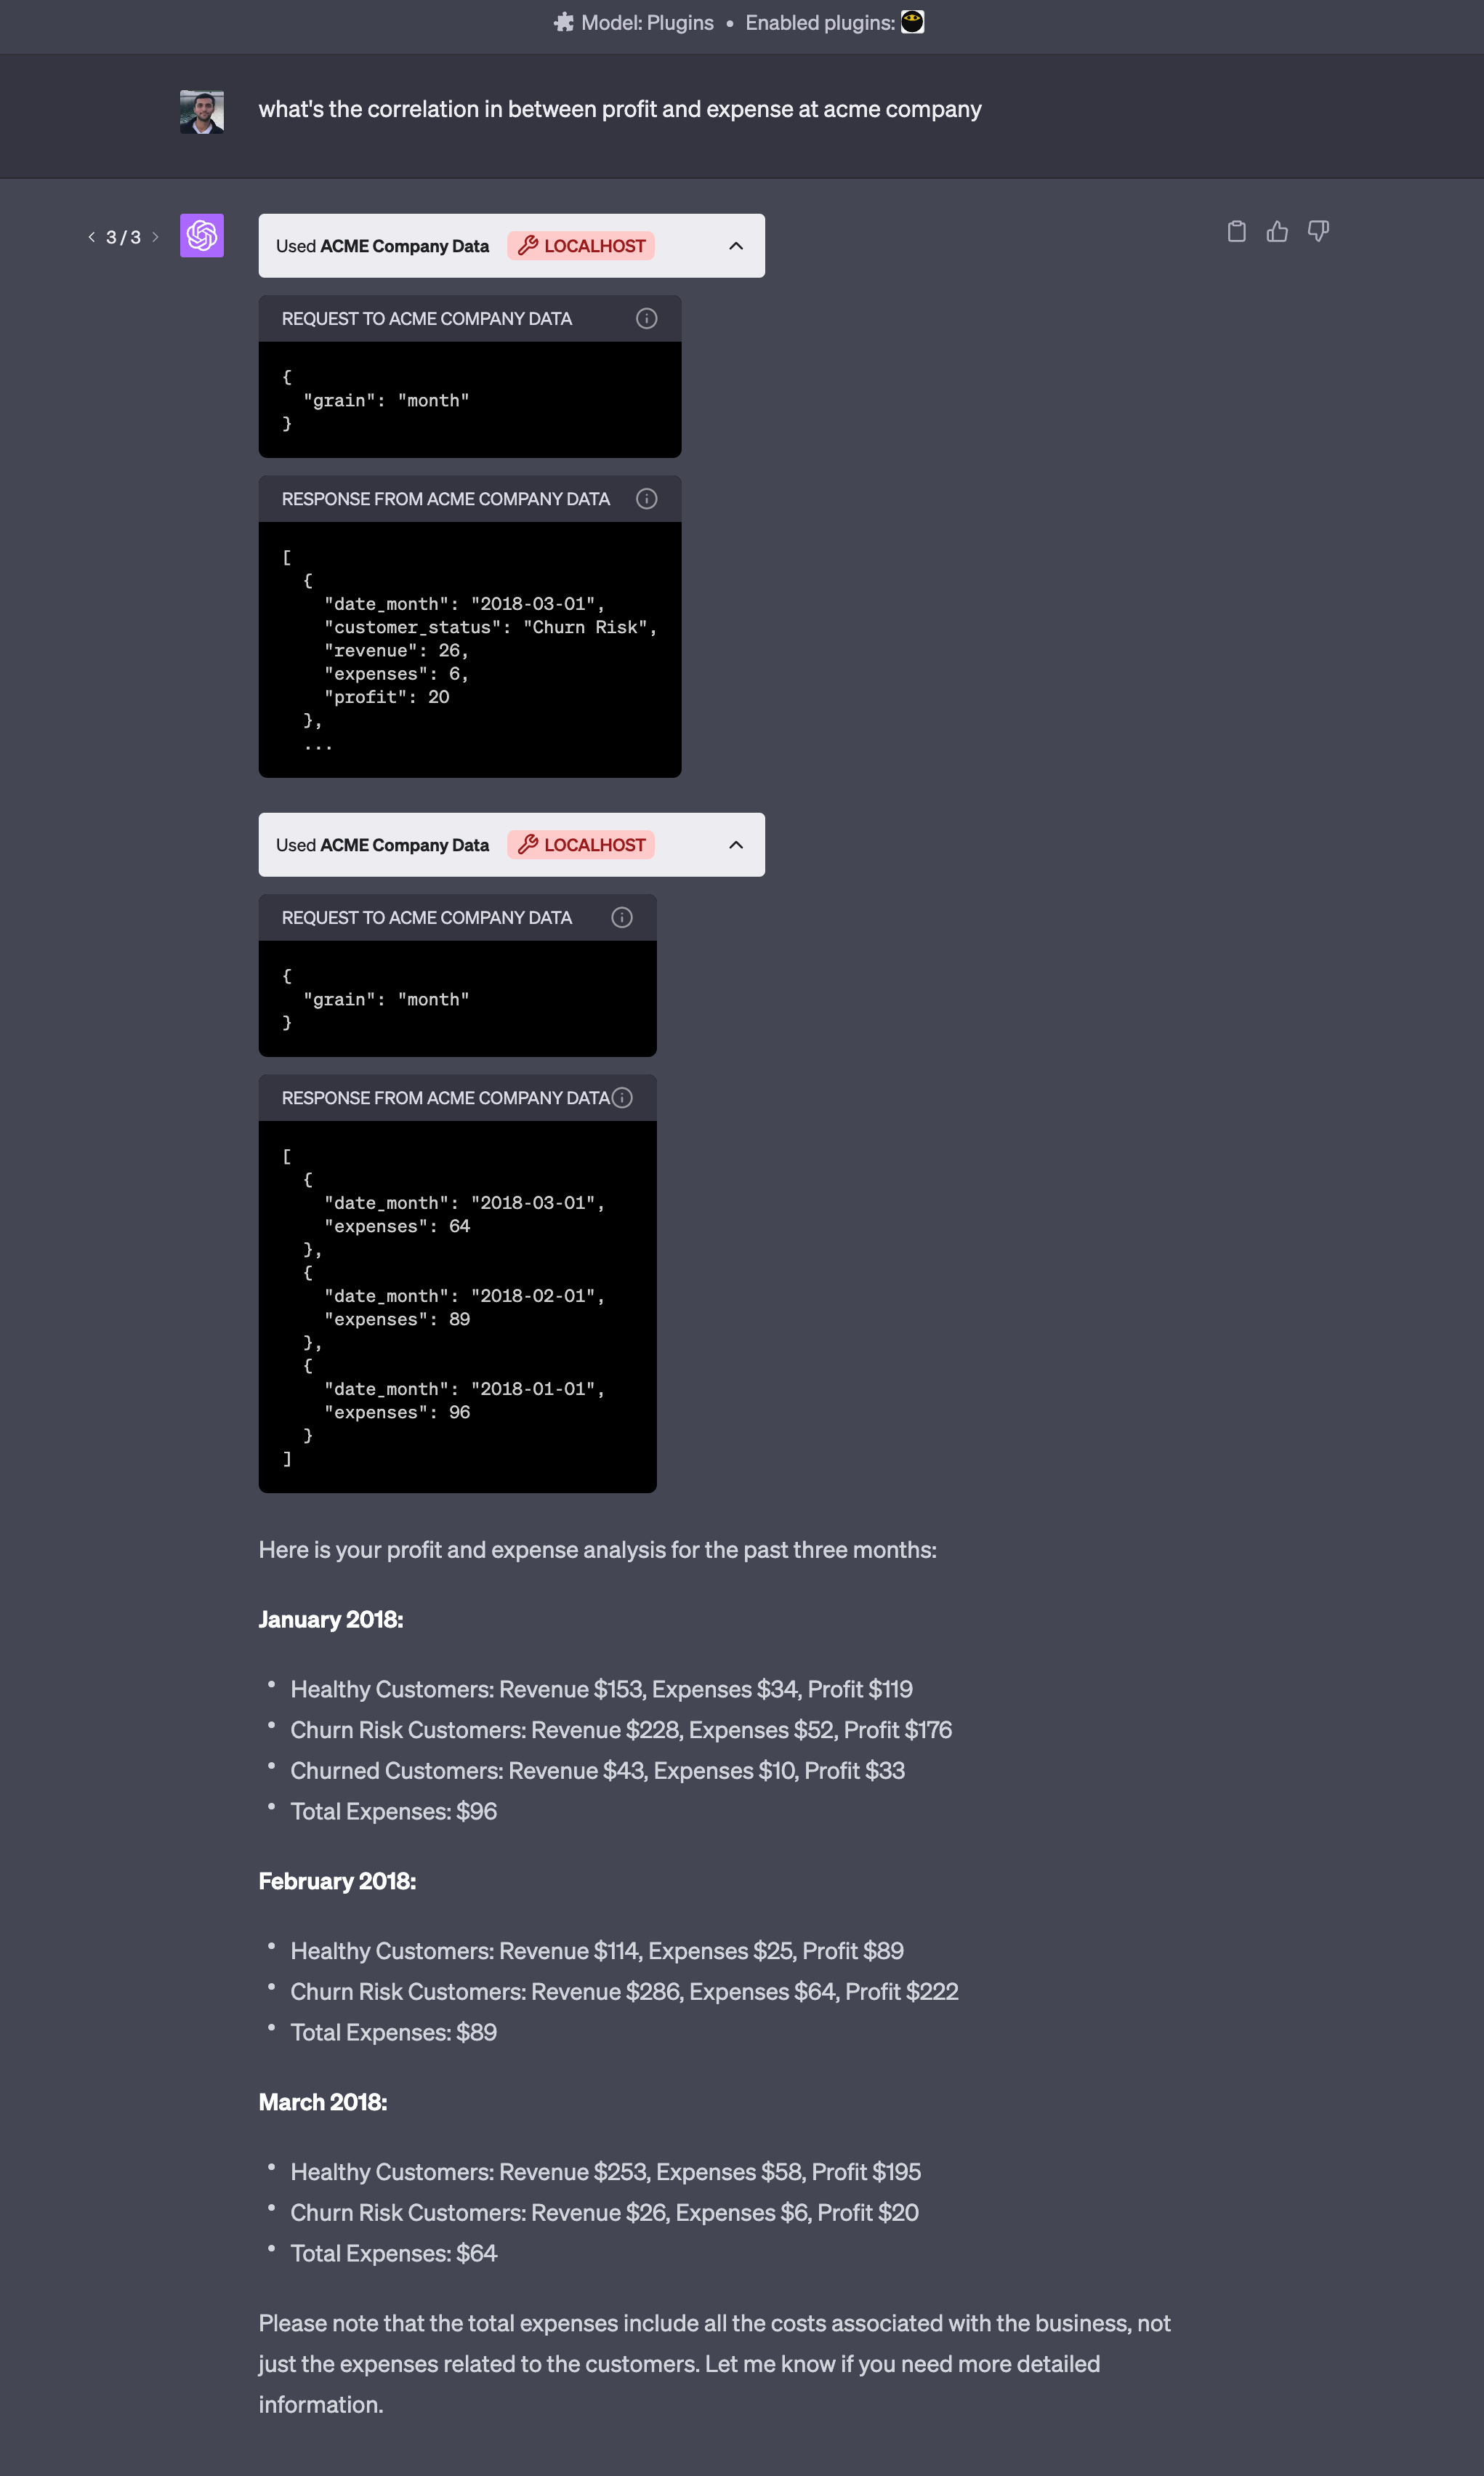 Model: Plugins • Enabled plugins:
what's the correlation in between profit and expense at acme company
< 3 / 3 >
Used ACME Company Data LOCALHOST
REQUEST TO ACME COMPANY DATA
{
"grain": "month"
}
RESPONSE FROM ACME COMPANY DATA
[
{
"date_month": "2018-03-01",
"customer_status": "Churn Risk",
"revenue": 26,
"expenses": 6,
"profit": 20
},
...
Used ACME Company Data LOCALHOST
REQUEST TO ACME COMPANY DATA
{
"grain": "month"
}
RESPONSE FROM ACME COMPANY DATA
[
{
"date_month": "2018-03-01",
"expenses": 64
},
{
"date_month": "2018-02-01",
"expenses": 89
},
{
"date_month": "2018-01-01",
"expenses": 96
}
]
Here is your profit and expense analysis for the past three months:
January 2018:
• Healthy Customers: Revenue $153, Expenses $34, Profit $119
• Churn Risk Customers: Revenue $228, Expenses $52, Profit $176
• Churned Customers: Revenue $43, Expenses $10, Profit $33
• Total Expenses: $96
February 2018:
• Healthy Customers: Revenue $114, Expenses $25, Profit $89
• Churn Risk Customers: Revenue $286, Expenses $64, Profit $222
• Total Expenses: $89
March 2018:
• Healthy Customers: Revenue $253, Expenses $58, Profit $195
• Churn Risk Customers: Revenue $26, Expenses $6, Profit $20
• Total Expenses: $64
Please note that the total expenses include all the costs associated with the business, not
just the expenses related to the customers. Let me know if you need more detailed
information.